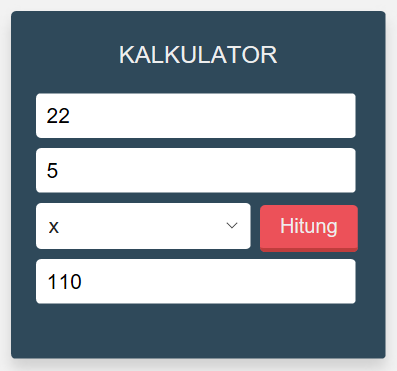 KALKULATOR
22
5
x
Hitung
110